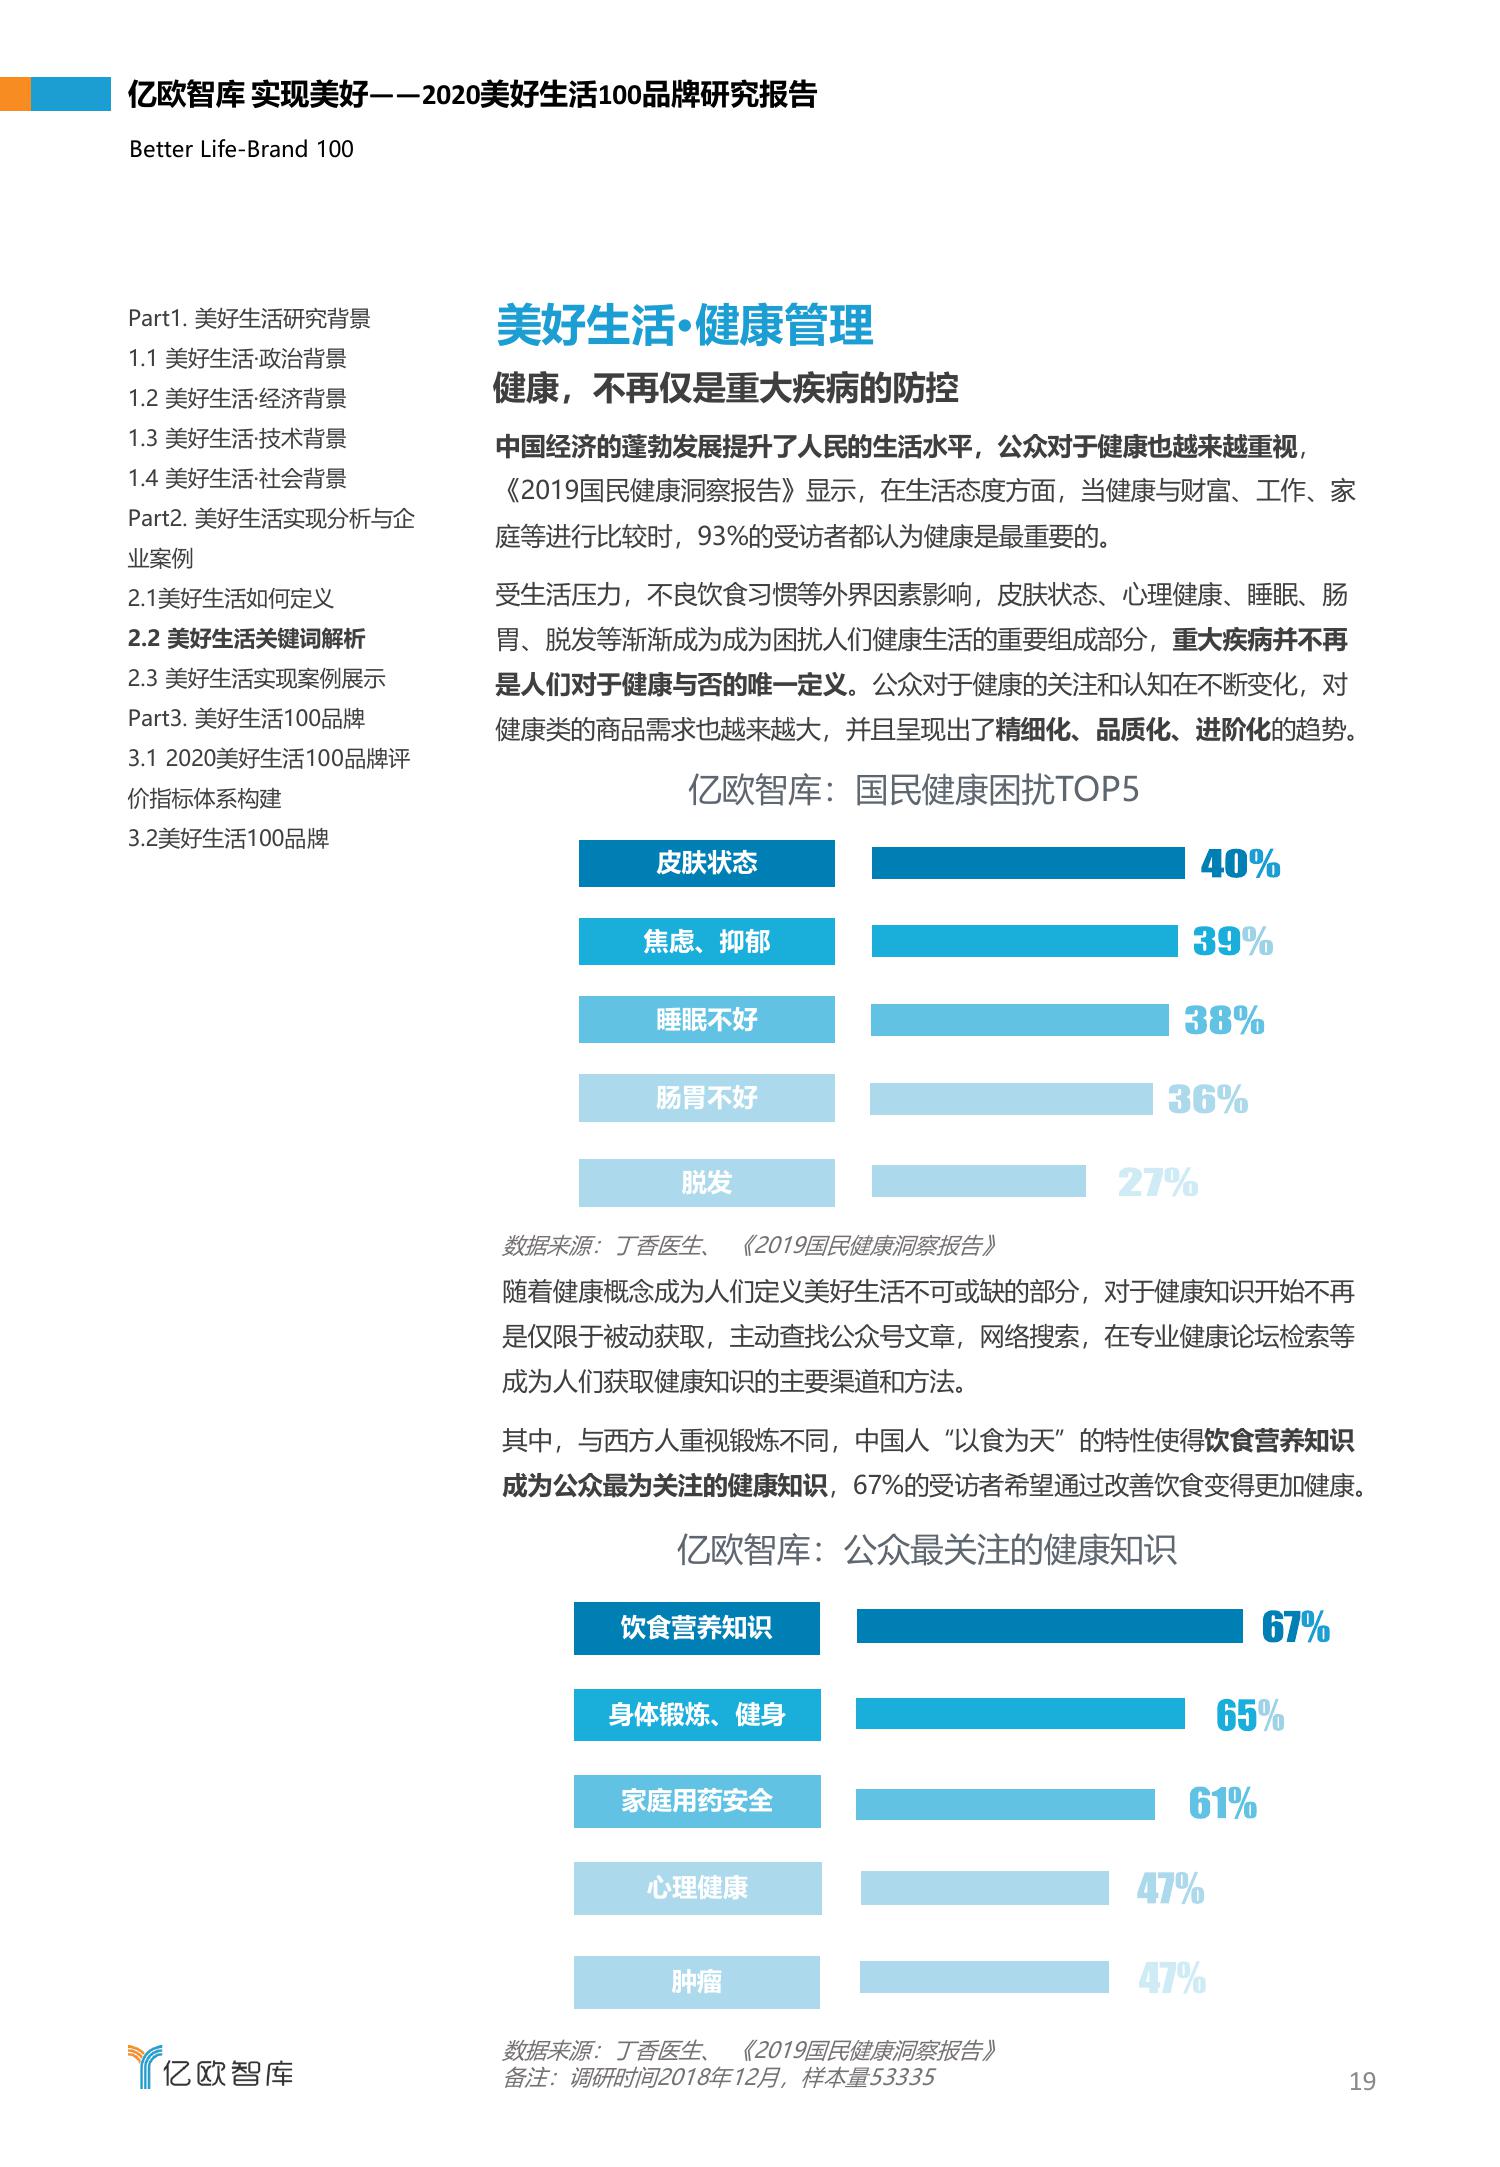 亿欧智库 实现美好——2020美好生活100品牌研究报告
Better Life-Brand 100
Part1. 美好生活研究背景
1.1 美好生活·政治背景
1.2 美好生活·经济背景
1.3 美好生活·技术背景
1.4 美好生活·社会背景
Part2. 美好生活实现分析与企
业案例
2.1美好生活如何定义
2.2 美好生活关键词解析
2.3 美好生活实现案例展示
Part3. 美好生活100品牌
3.1 2020美好生活100品牌评
价指标体系构建
3.2美好生活100品牌
美好生活·健康管理
健康，不再仅是重大疾病的防控
中国经济的蓬勃发展提升了人民的生活水平，公众对于健康也越来越重视，
《2019国民健康洞察报告》显示，在生活态度方面，当健康与财富、工作、家
庭等进行比较时，93%的受访者都认为健康是最重要的。
受生活压力，不良饮食习惯等外界因素影响，皮肤状态、心理健康、睡眠、肠
胃、脱发等渐渐成为成为困扰人们健康生活的重要组成部分，重大疾病并不再
是人们对于健康与否的唯一定义。公众对于健康的关注和认知在不断变化，对
健康类的商品需求也越来越大，并且呈现出了精细化、品质化、进阶化的趋势。
亿欧智库：国民健康困扰TOP5
皮肤状态 40%
焦虑、抑郁 39%
睡眠不好 38%
肠胃不好 36%
脱发 27%
数据来源：丁香医生、《2019国民健康洞察报告》
随着健康概念成为人们定义美好生活不可或缺的部分，对于健康知识开始不再
是仅限于被动获取，主动查找公众号文章，网络搜索，在专业健康论坛检索等
成为人们获取健康知识的主要渠道和方法。
其中，与西方人重视锻炼不同，中国人“以食为天”的特性使得饮食营养知识
成为公众最为关注的健康知识，67%的受访者希望通过改善饮食变得更加健康。
亿欧智库：公众最关注的健康知识
饮食营养知识 67%
身体锻炼、健身 65%
家庭用药安全 61%
心理健康 47%
肿瘤 47%
数据来源：丁香医生、《2019国民健康洞察报告》
备注：调研时间2018年12月，样本量53335
亿欧智库
19